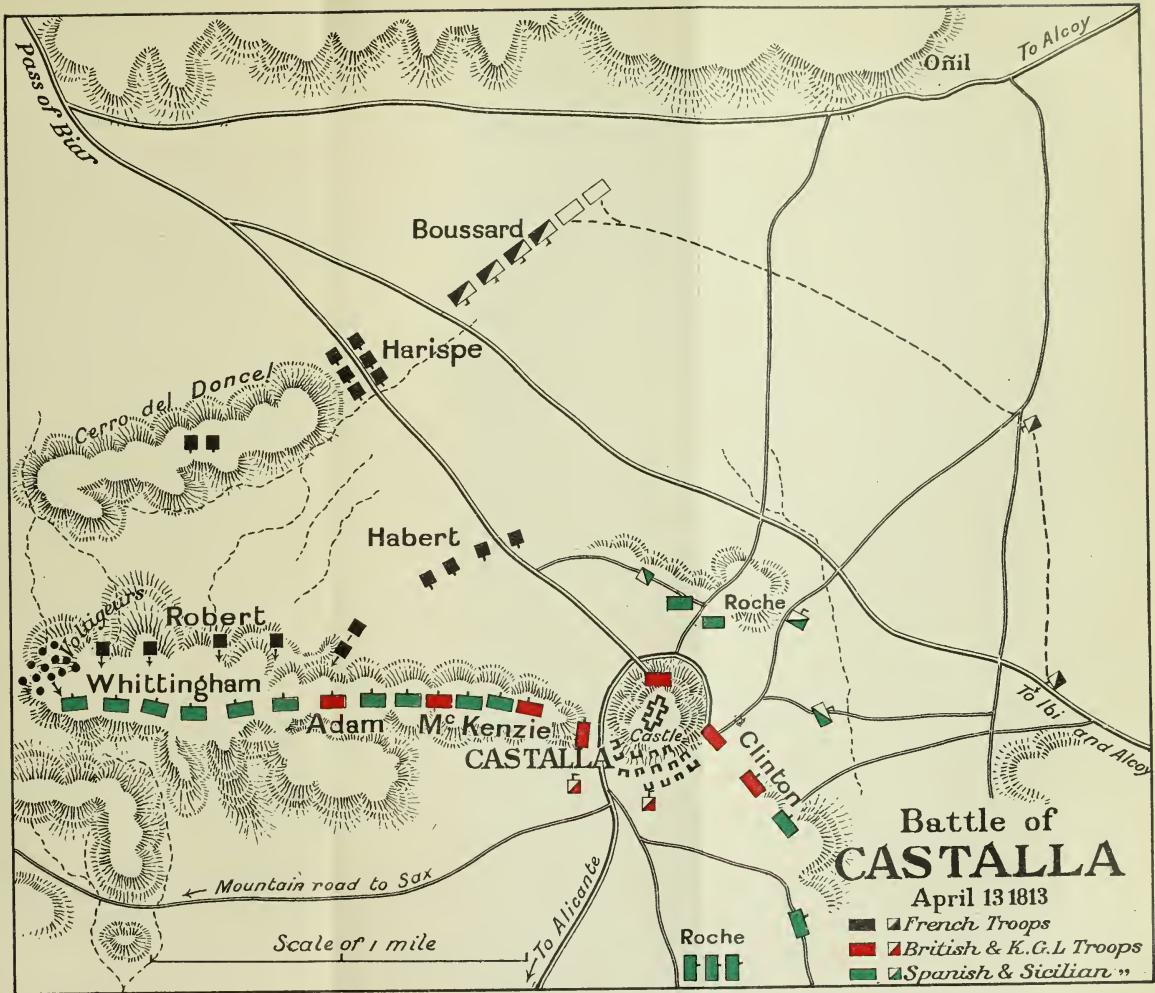 Pass of Biar
Oñil
To Alcoy
Boussard
Harispe
Cerro del Doncel
Habert
Voltigeurs
Robert
Roche
Whittingham
Adam
McKenzie
CASTALLA
Castle
Clinton
To Ibi
and Alcoy
Mountain road to Sax
To Alicante
Scale of 1 mile
Roche
Battle of
CASTALLA
April 13 1813
French Troops
British & K.G.L Troops
Spanish & Sicilian "